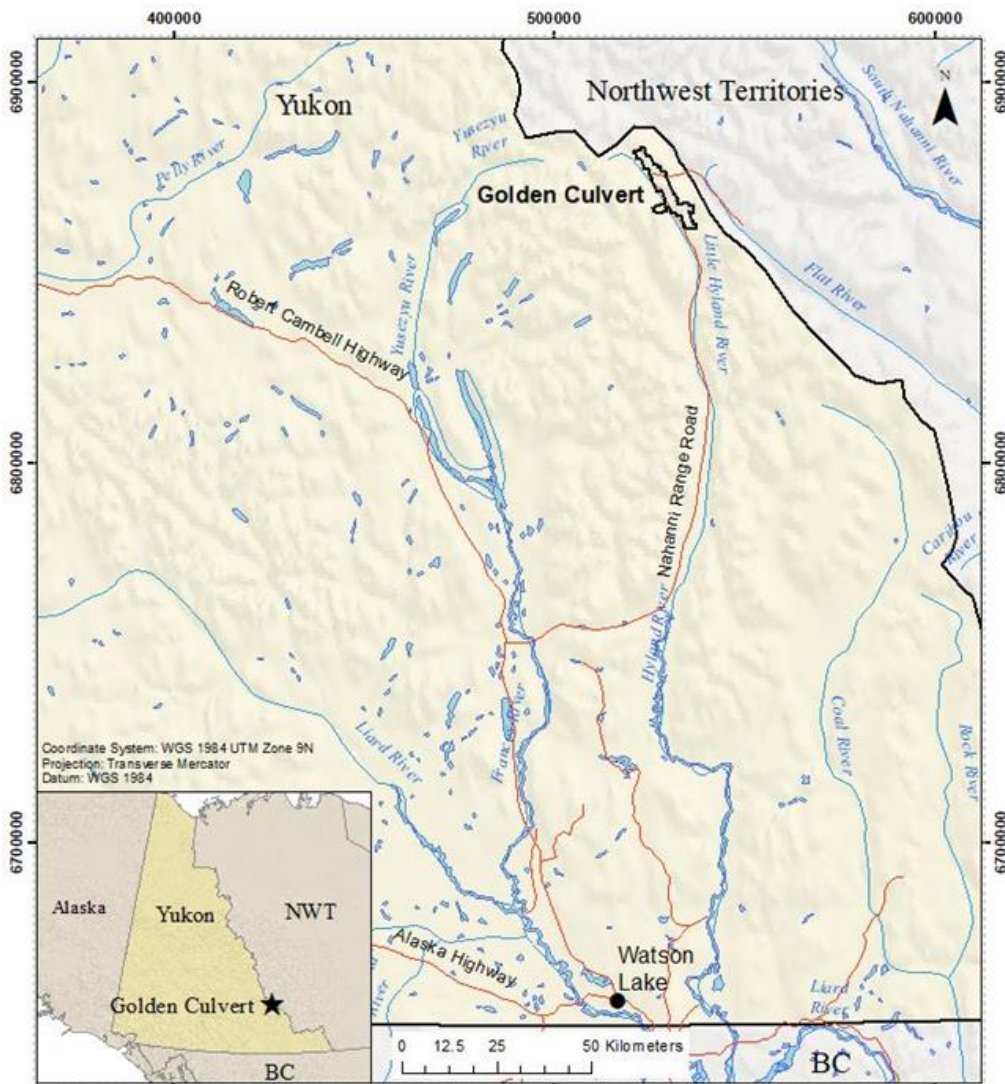 400000
500000
600000
6900000
6900000
Yukon
Northwest Territories
N
South Nahanni River
Pelly River
Yusezyu
River
Golden Culvert
Little Hyland River
Flat River
Yusezyu River
Robert Cambell Highway
6800000
6800000
Nahanni Range Road
Caribou
River
Hyland River
Coal River
Rock River
Liard River
River
Coordinate System: WGS 1984 UTM Zone 9N
Projection: Transverse Mercator
Datum: WGS 1984
6700000
6700000
Alaska
Yukon
NWT
Golden Culvert
BC
Alaska Highway
River
Watson
Lake
Liard
River
BC
0 12.5 25 50 Kilometers